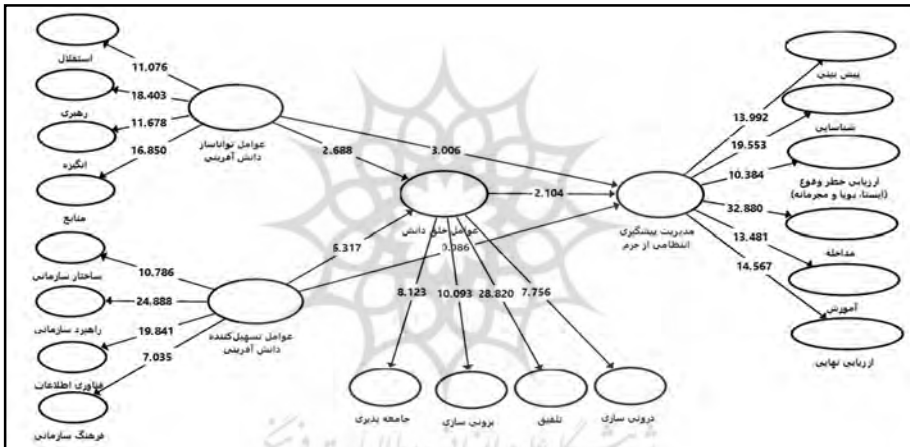 استقلال
11.076
رهبری
18.403
انگیزه
11.678
منابع
16.850
عوامل تواناساز
دانش آفرینی
2.688
3.006
ساختار سازمانی
10.786
راهبرد سازمانی
24.888
فناوری اطلاعات
19.841
فرهنگ سازمانی
7.035
عوامل تسهیل‌کننده
دانش آفرینی
5.317
0.086
عوامل خلق دانش
2.104
8.123
10.093
28.820
7.756
جامعه پذیری
برونی سازی
تلفیق
درونی سازی
مدیریت پیشگیری
انتظامی از جرم
13.992
پیش بینی
19.553
شناسایی
10.384
ارزیابی خطر وقوع
(ایستا، پویا و مجرمانه)
32.880
مداخله
13.481
آموزش
14.567
ارزیابی نهایی